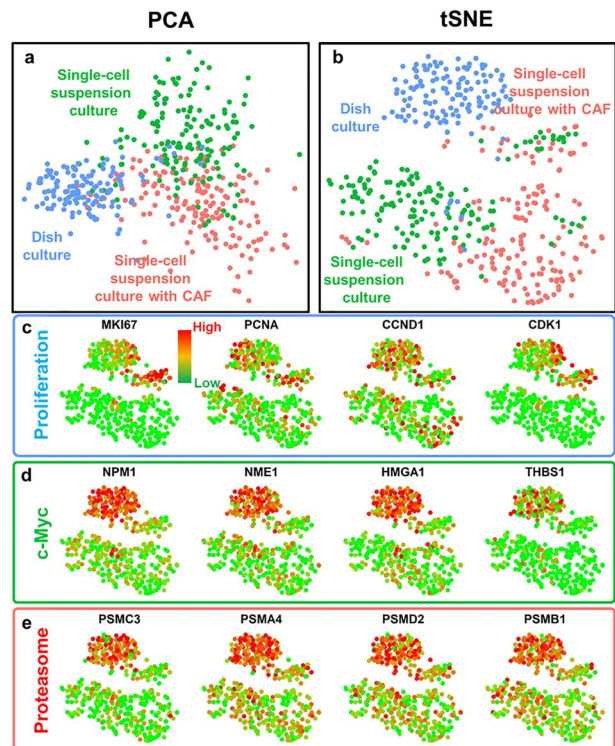 PCA
tSNE
a
Single-cell
suspension
culture
Dish
culture
Single-cell
suspension
culture with CAF
b
Single-cell
suspension
culture with CAF
Dish
culture
Single-cell
suspension
culture
c
Proliferation
MKI67
High
Low
PCNA
CCND1
CDK1
d
c-Myc
NPM1
NME1
HMGA1
THBS1
e
Proteasome
PSMC3
PSMA4
PSMD2
PSMB1